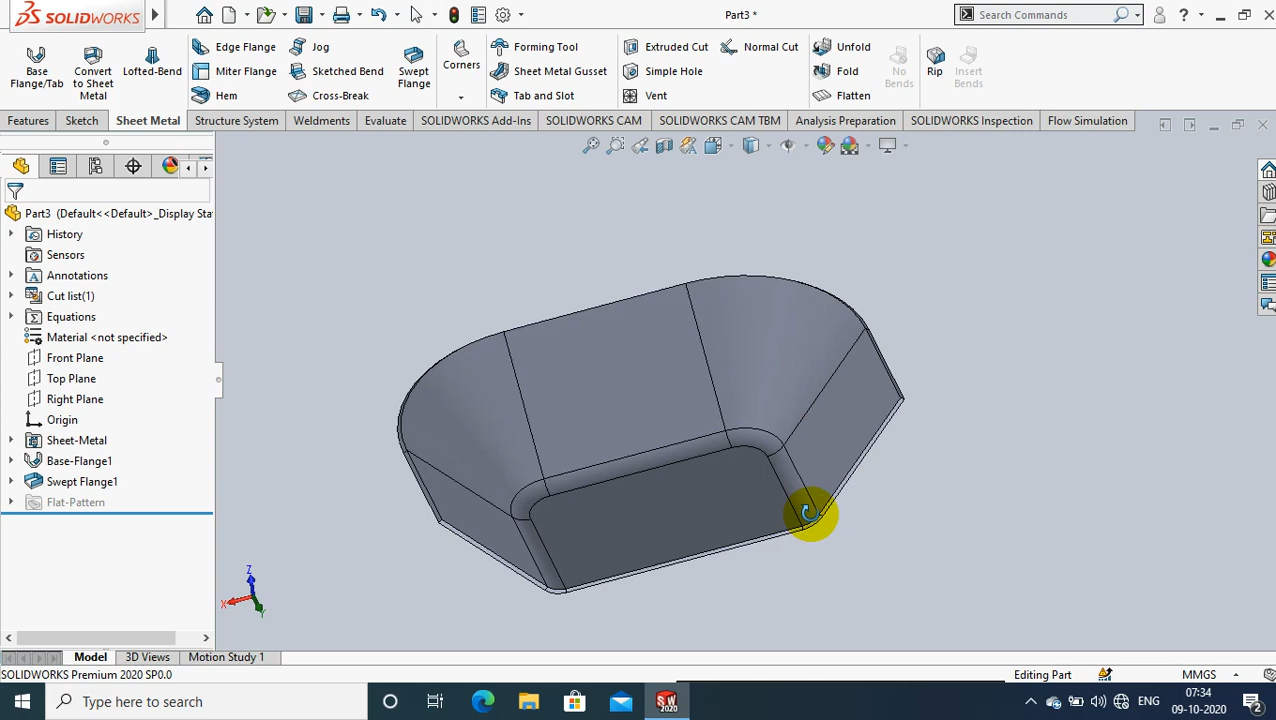 SOLIDWORKS
Part3 *
Search Commands
?
Base Flange/Tab
Convert to Sheet Metal
Lofted-Bend
Edge Flange
Miter Flange
Hem
Jog
Sketched Bend
Cross-Break
Swept Flange
Corners
Forming Tool
Sheet Metal Gusset
Tab and Slot
Extruded Cut
Simple Hole
Vent
Normal Cut
Unfold
Fold
Flatten
No Bends
Rip
Insert Bends
Features
Sketch
Sheet Metal
Structure System
Weldments
Evaluate
SOLIDWORKS Add-Ins
SOLIDWORKS CAM
SOLIDWORKS CAM TBM
Analysis Preparation
SOLIDWORKS Inspection
Flow Simulation
Part3 (Default<<Default>_Display Sta
History
Sensors
Annotations
Cut list(1)
Equations
Material <not specified>
Front Plane
Top Plane
Right Plane
Origin
Sheet-Metal
Base-Flange1
Swept Flange1
Flat-Pattern
Z
X
Y
Model
3D Views
Motion Study 1
SOLIDWORKS Premium 2020 SP0.0
Editing Part
MMGS
Type here to search
SW
2020
ENG
07:34
09-10-2020
2